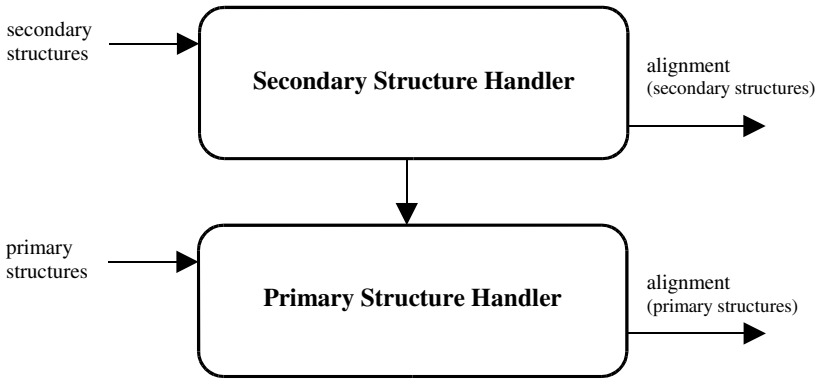 secondary
structures
Secondary Structure Handler
alignment
(secondary structures)
primary
structures
Primary Structure Handler
alignment
(primary structures)